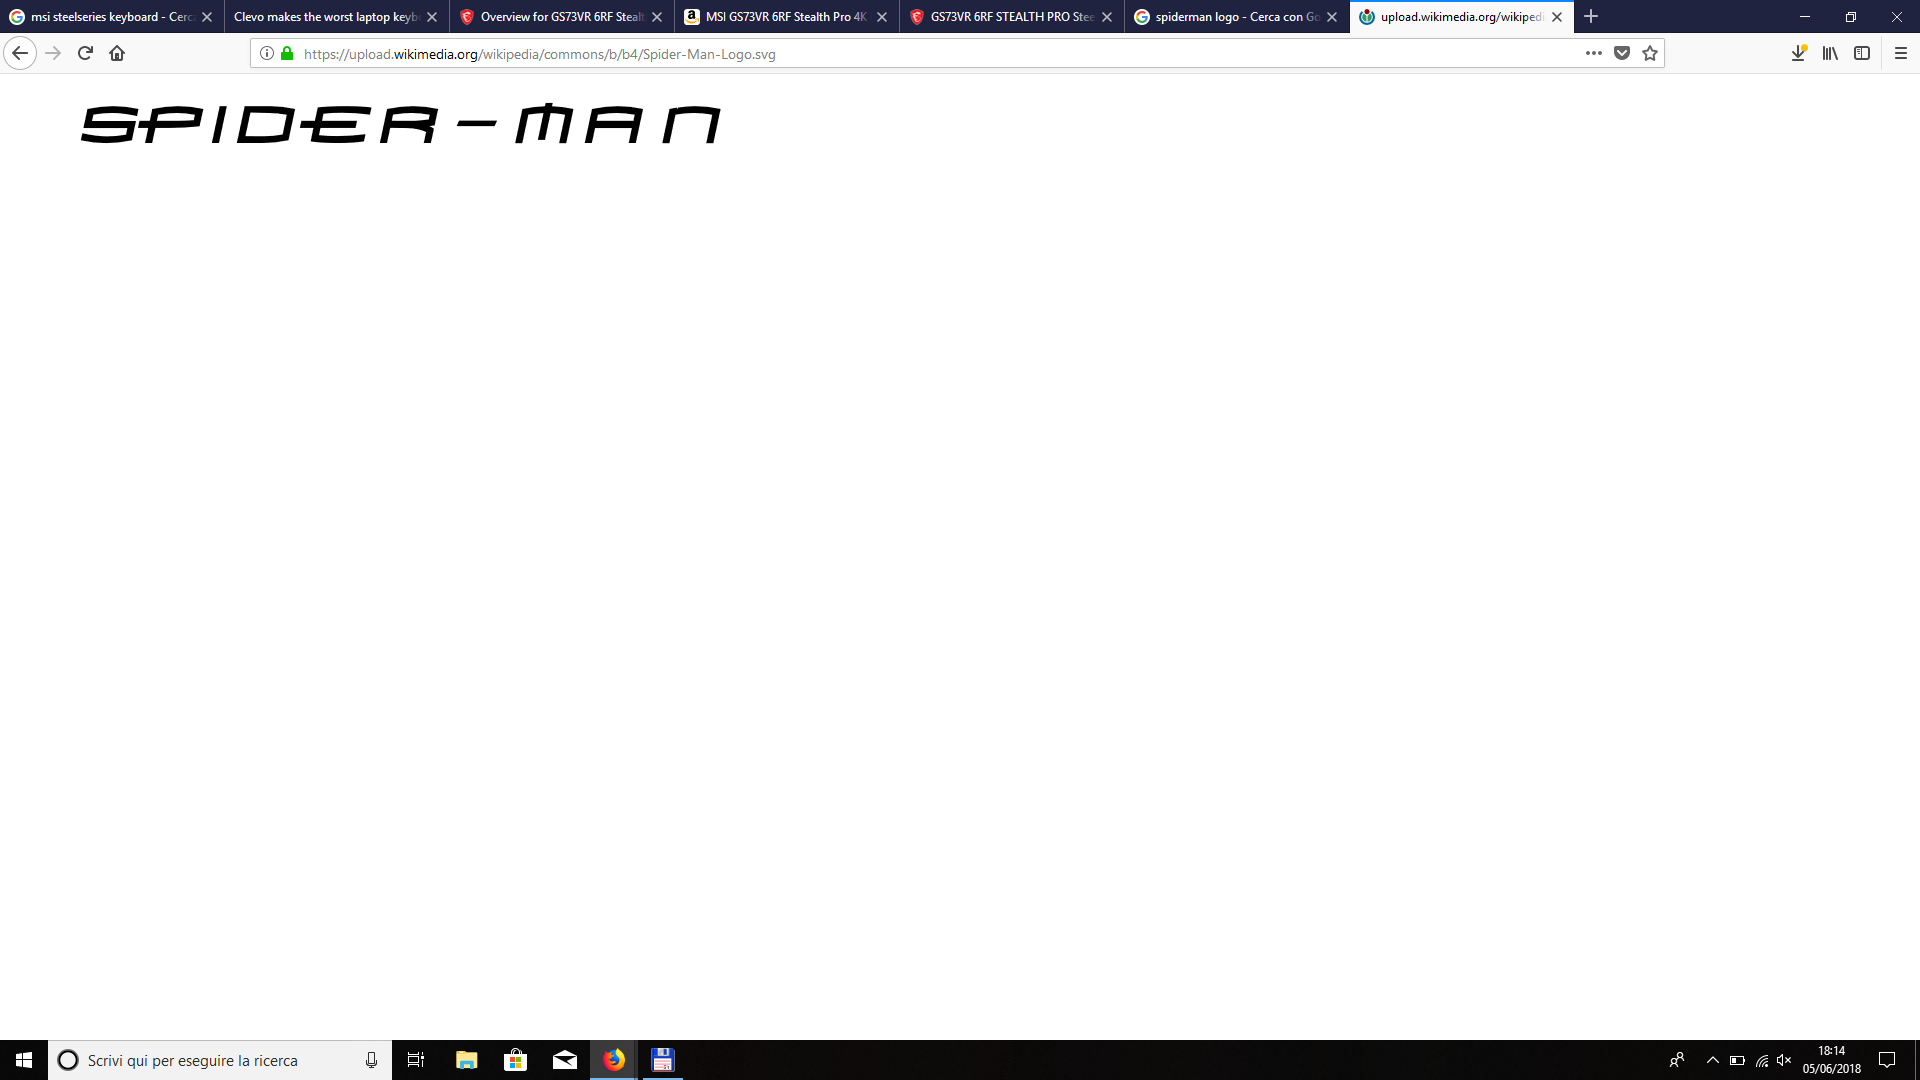 msi steelseries keyboard - Cerc
Clevo makes the worst laptop keyb
Overview for GS73VR 6RF Stealt
MSI GS73VR 6RF Stealth Pro 4K
GS73VR 6RF STEALTH PRO Stee
spiderman logo - Cerca con Go
upload.wikimedia.org/wikipedi
https://upload.wikimedia.org/wikipedia/commons/b/b4/Spider-Man-Logo.svg
SPIDER-MAN
Scrivi qui per eseguire la ricerca
18:14
05/06/2018